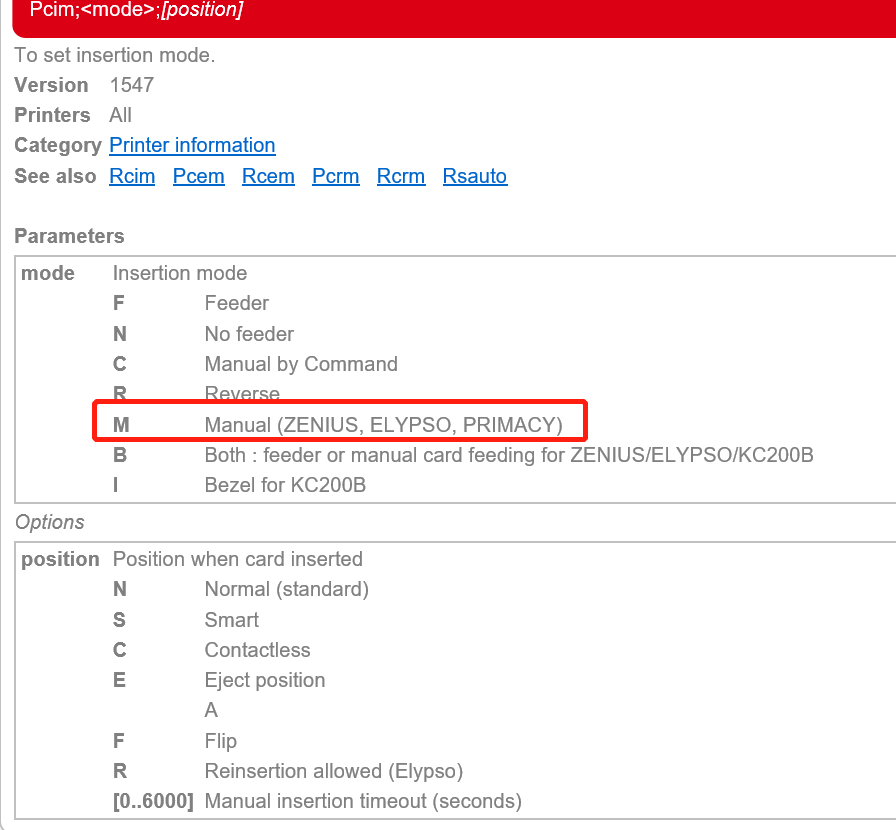 Pcim;<mode>;[position]
To set insertion mode.
Version 1547
Printers All
Category Printer information
See also Rcim Pcem Rcem Pcrm Rcrm Rsauto
Parameters
mode Insertion mode
F Feeder
N No feeder
C Manual by Command
R Reverse
M Manual (ZENIUS, ELYPSO, PRIMACY)
B Both : feeder or manual card feeding for ZENIUS/ELYPSO/KC200B
I Bezel for KC200B
Options
position Position when card inserted
N Normal (standard)
S Smart
C Contactless
E Eject position
A
F Flip
R Reinsertion allowed (Elypso)
[0..6000] Manual insertion timeout (seconds)